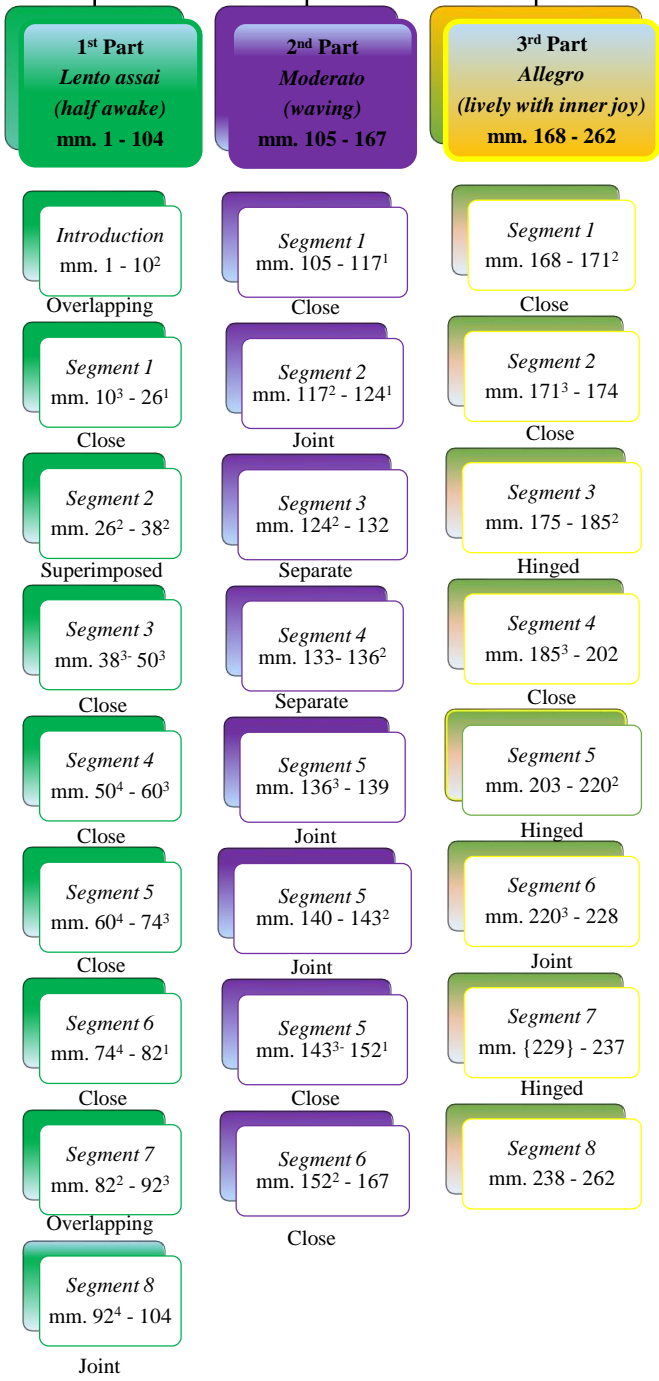 1st Part
Lento assai
(half awake)
mm. 1 - 104
Introduction
mm. 1 - 10²
Overlapping
Segment 1
mm. 10³ - 26¹
Close
Segment 2
mm. 26² - 38²
Superimposed
Segment 3
mm. 38³⁻ 50³
Close
Segment 4
mm. 50⁴ - 60³
Close
Segment 5
mm. 60⁴ - 74³
Close
Segment 6
mm. 74⁴ - 82¹
Close
Segment 7
mm. 82² - 92³
Overlapping
Segment 8
mm. 92⁴ - 104
Joint
2nd Part
Moderato
(waving)
mm. 105 - 167
Segment 1
mm. 105 - 117¹
Close
Segment 2
mm. 117² - 124¹
Joint
Segment 3
mm. 124² - 132
Separate
Segment 4
mm. 133- 136²
Separate
Segment 5
mm. 136³ - 139
Joint
Segment 5
mm. 140 - 143²
Joint
Segment 5
mm. 143³⁻ 152¹
Close
Segment 6
mm. 152² - 167
Close
3rd Part
Allegro
(lively with inner joy)
mm. 168 - 262
Segment 1
mm. 168 - 171²
Close
Segment 2
mm. 171³ - 174
Close
Segment 3
mm. 175 - 185²
Hinged
Segment 4
mm. 185³ - 202
Close
Segment 5
mm. 203 - 220²
Hinged
Segment 6
mm. 220³ - 228
Joint
Segment 7
mm. {229} - 237
Hinged
Segment 8
mm. 238 - 262